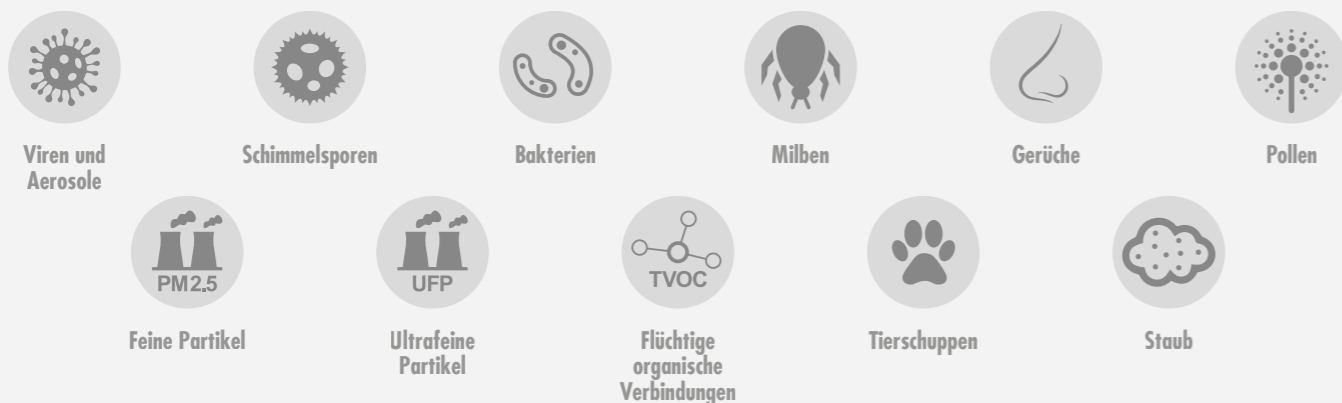 Viren und
Aerosole
Schimmelsporen
Bakterien
Milben
Gerüche
Pollen
PM2.5
Feine Partikel
UFP
Ultrafeine
Partikel
TVOC
Flüchtige
organische
Verbindungen
Tierschuppen
Staub